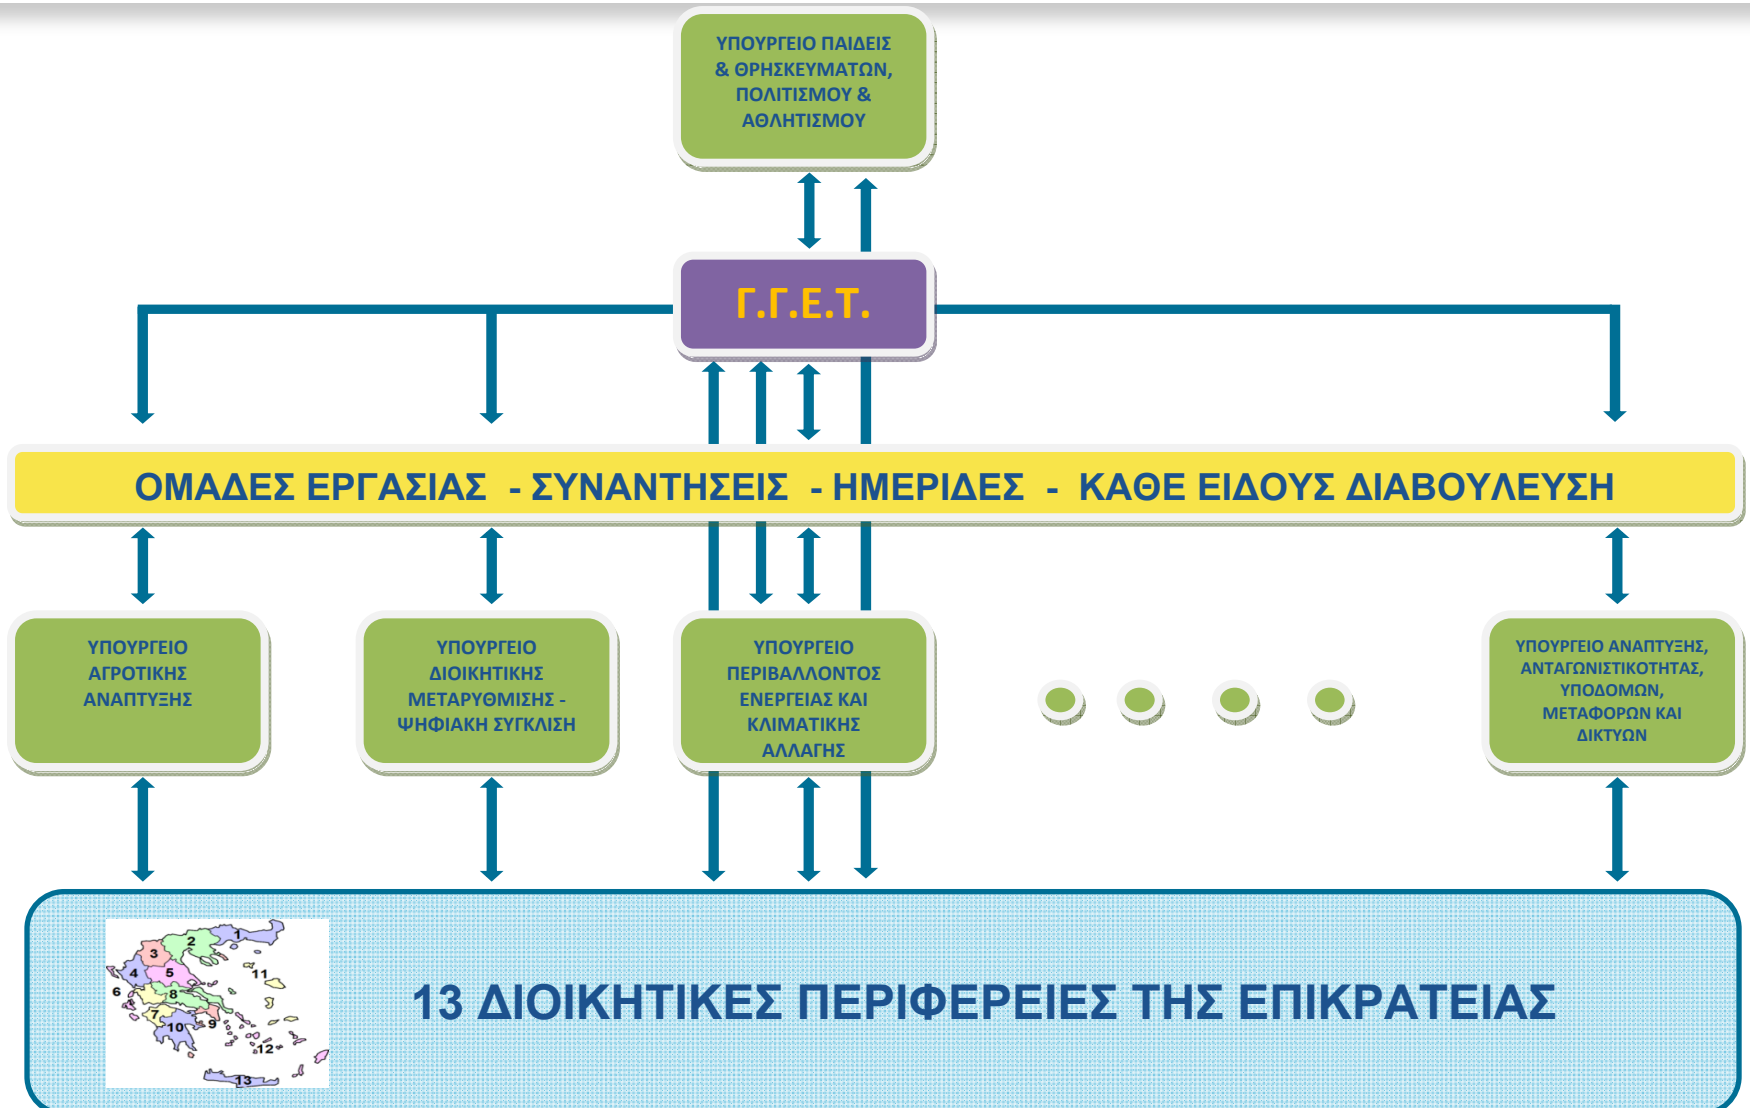 ΥΠΟΥΡΓΕΙΟ ΠΑΙΔΕΙΣ
& ΘΡΗΣΚΕΥΜΑΤΩΝ,
ΠΟΛΙΤΙΣΜΟΥ &
ΑΘΛΗΤΙΣΜΟΥ
Γ.Γ.Ε.Τ.
ΟΜΑΔΕΣ ΕΡΓΑΣΙΑΣ - ΣΥΝΑΝΤΗΣΕΙΣ - ΗΜΕΡΙΔΕΣ - ΚΑΘΕ ΕΙΔΟΥΣ ΔΙΑΒΟΥΛΕΥΣΗ
ΥΠΟΥΡΓΕΙΟ
ΑΓΡΟΤΙΚΗΣ
ΑΝΑΠΤΥΞΗΣ
ΥΠΟΥΡΓΕΙΟ
ΔΙΟΙΚΗΤΙΚΗΣ
ΜΕΤΑΡΥΘΜΙΣΗΣ -
ΨΗΦΙΑΚΗ ΣΥΓΚΛΙΣΗ
ΥΠΟΥΡΓΕΙΟ
ΠΕΡΙΒΑΛΛΟΝΤΟΣ
ΕΝΕΡΓΕΙΑΣ ΚΑΙ
ΚΛΙΜΑΤΙΚΗΣ
ΑΛΛΑΓΗΣ
ΥΠΟΥΡΓΕΙΟ ΑΝΑΠΤΥΞΗΣ,
ΑΝΤΑΓΩΝΙΣΤΙΚΟΤΗΤΑΣ,
ΥΠΟΔΟΜΩΝ,
ΜΕΤΑΦΟΡΩΝ ΚΑΙ
ΔΙΚΤΥΩΝ
1
2
3
4
5
11
6
8
7
9
10
12
13
13 ΔΙΟΙΚΗΤΙΚΕΣ ΠΕΡΙΦΕΡΕΙΕΣ ΤΗΣ ΕΠΙΚΡΑΤΕΙΑΣ